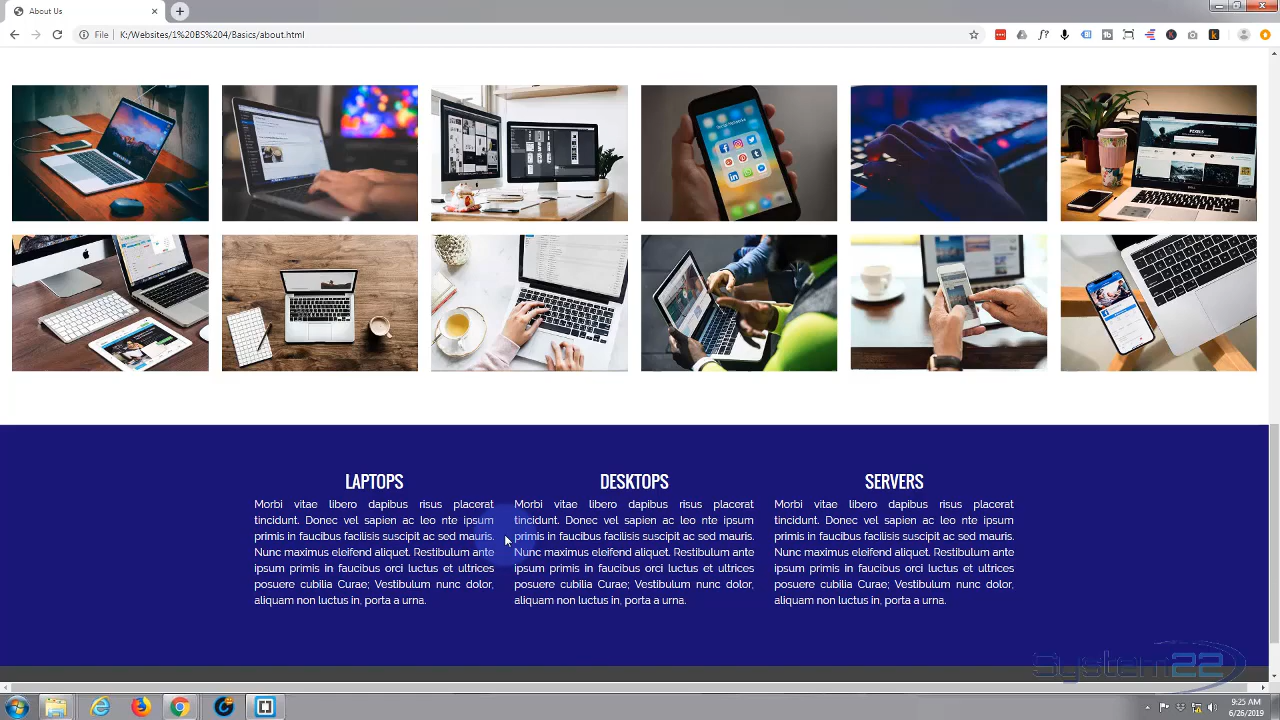 About Us
File
K:/Websites/1%20BS%204/Basics/about.html
f?
LAPTOPS
Morbi vitae libero dapibus risus placerat
tincidunt. Donec vel sapien ac leo nte ipsum
primis in faucibus facilisis suscipit ac sed mauris.
Nunc maximus eleifend aliquet. Restibulum ante
ipsum primis in faucibus orci luctus et ultrices
posuere cubilia Curae; Vestibulum nunc dolor,
aliquam non luctus in, porta a urna.
DESKTOPS
Morbi vitae libero dapibus risus placerat
tincidunt. Donec vel sapien ac leo nte ipsum
primis in faucibus facilisis suscipit ac sed mauris.
Nunc maximus eleifend aliquet. Restibulum ante
ipsum primis in faucibus orci luctus et ultrices
posuere cubilia Curae; Vestibulum nunc dolor,
aliquam non luctus in, porta a urna.
SERVERS
Morbi vitae libero dapibus risus placerat
tincidunt. Donec vel sapien ac leo nte ipsum
primis in faucibus facilisis suscipit ac sed mauris.
Nunc maximus eleifend aliquet. Restibulum ante
ipsum primis in faucibus orci luctus et ultrices
posuere cubilia Curae; Vestibulum nunc dolor,
aliquam non luctus in, porta a urna.
System22
9:25 AM
6/26/2019